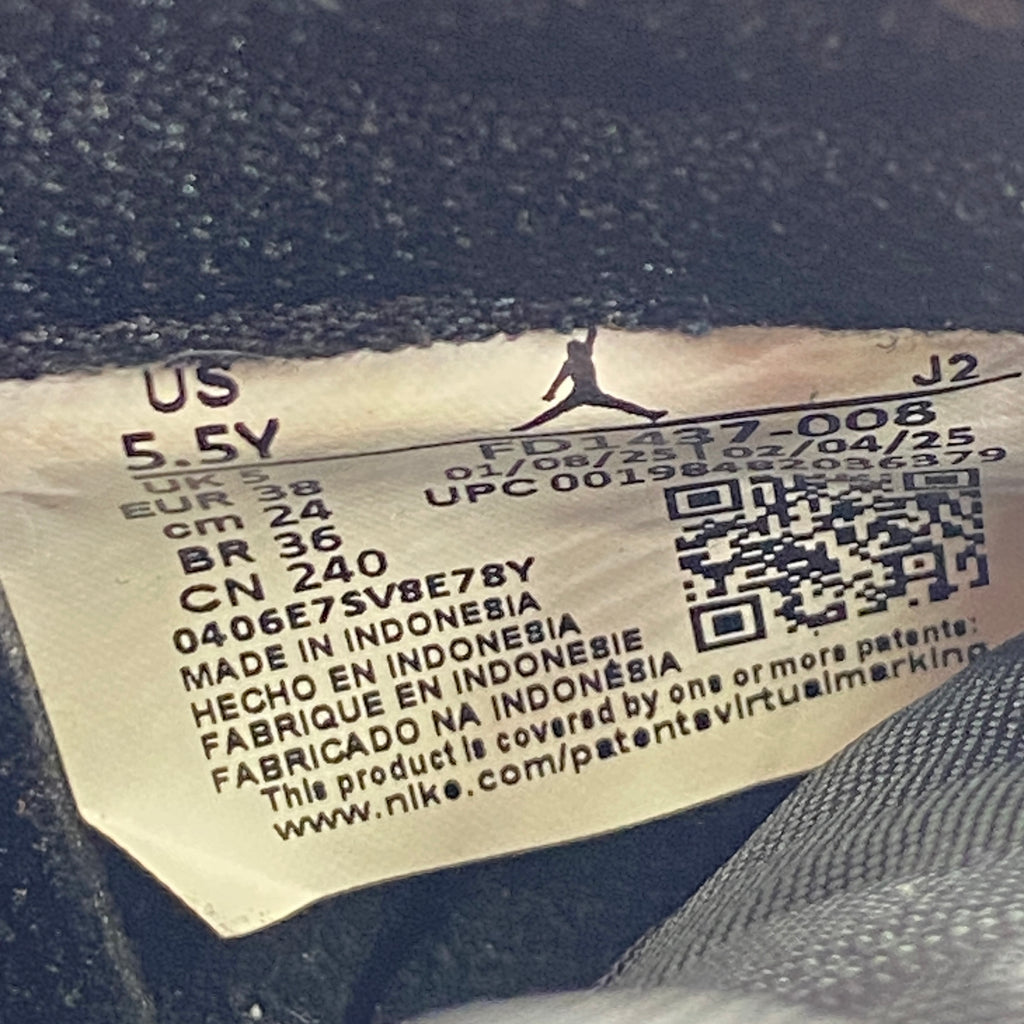 US
J2
5.5Y
FD1437-008
UK 5
01/08/25 | 02/04/25
EUR 38
UPC 00198482036379
cm 24
BR 36
CN 240
0406E7SV8E78Y
MADE IN INDONESIA
HECHO EN INDONESIA
FABRIQUE EN INDONESIE
FABRICADO NA INDONÉSIA
This product is covered by one or more patents:
www.nike.com/patentsvirtualmarking